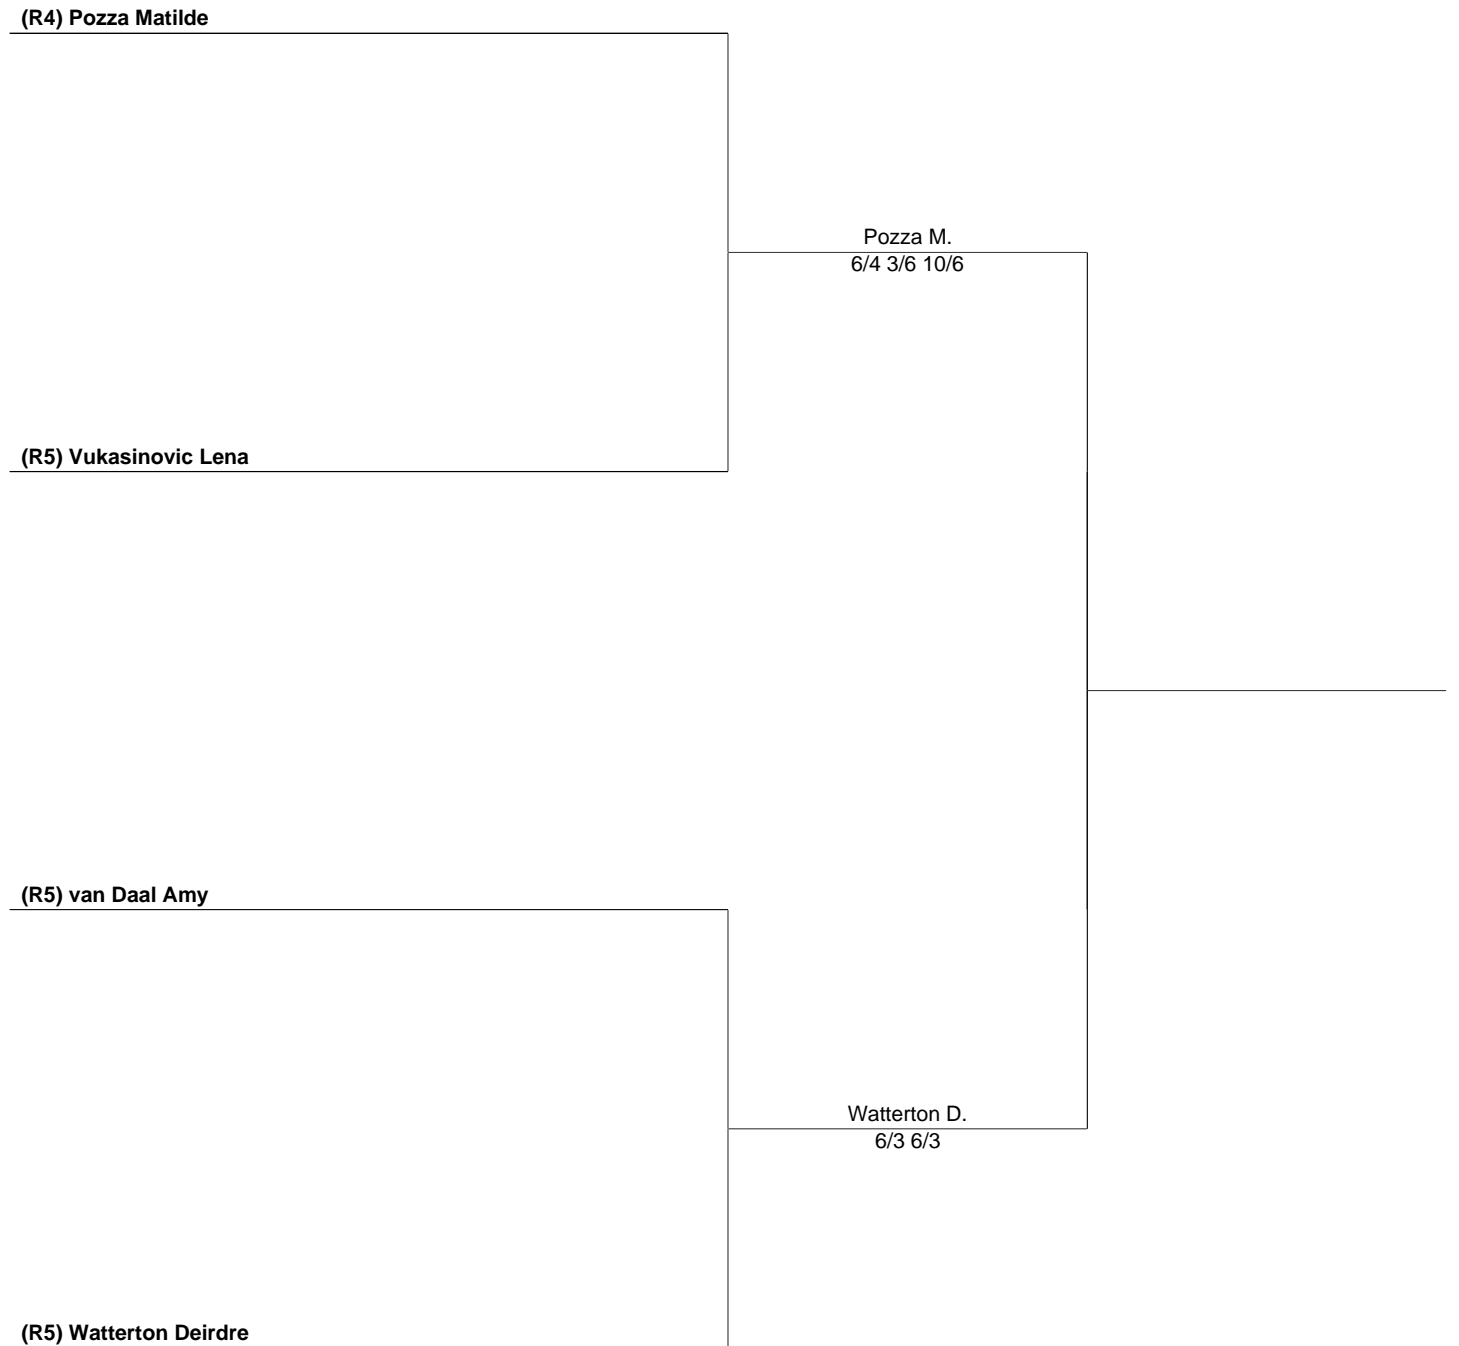 (R4) Pozza Matilde
Pozza M.
6/4 3/6 10/6
(R5) Vukasinovic Lena
(R5) van Daal Amy
Watterton D.
6/3 6/3
(R5) Watterton Deirdre